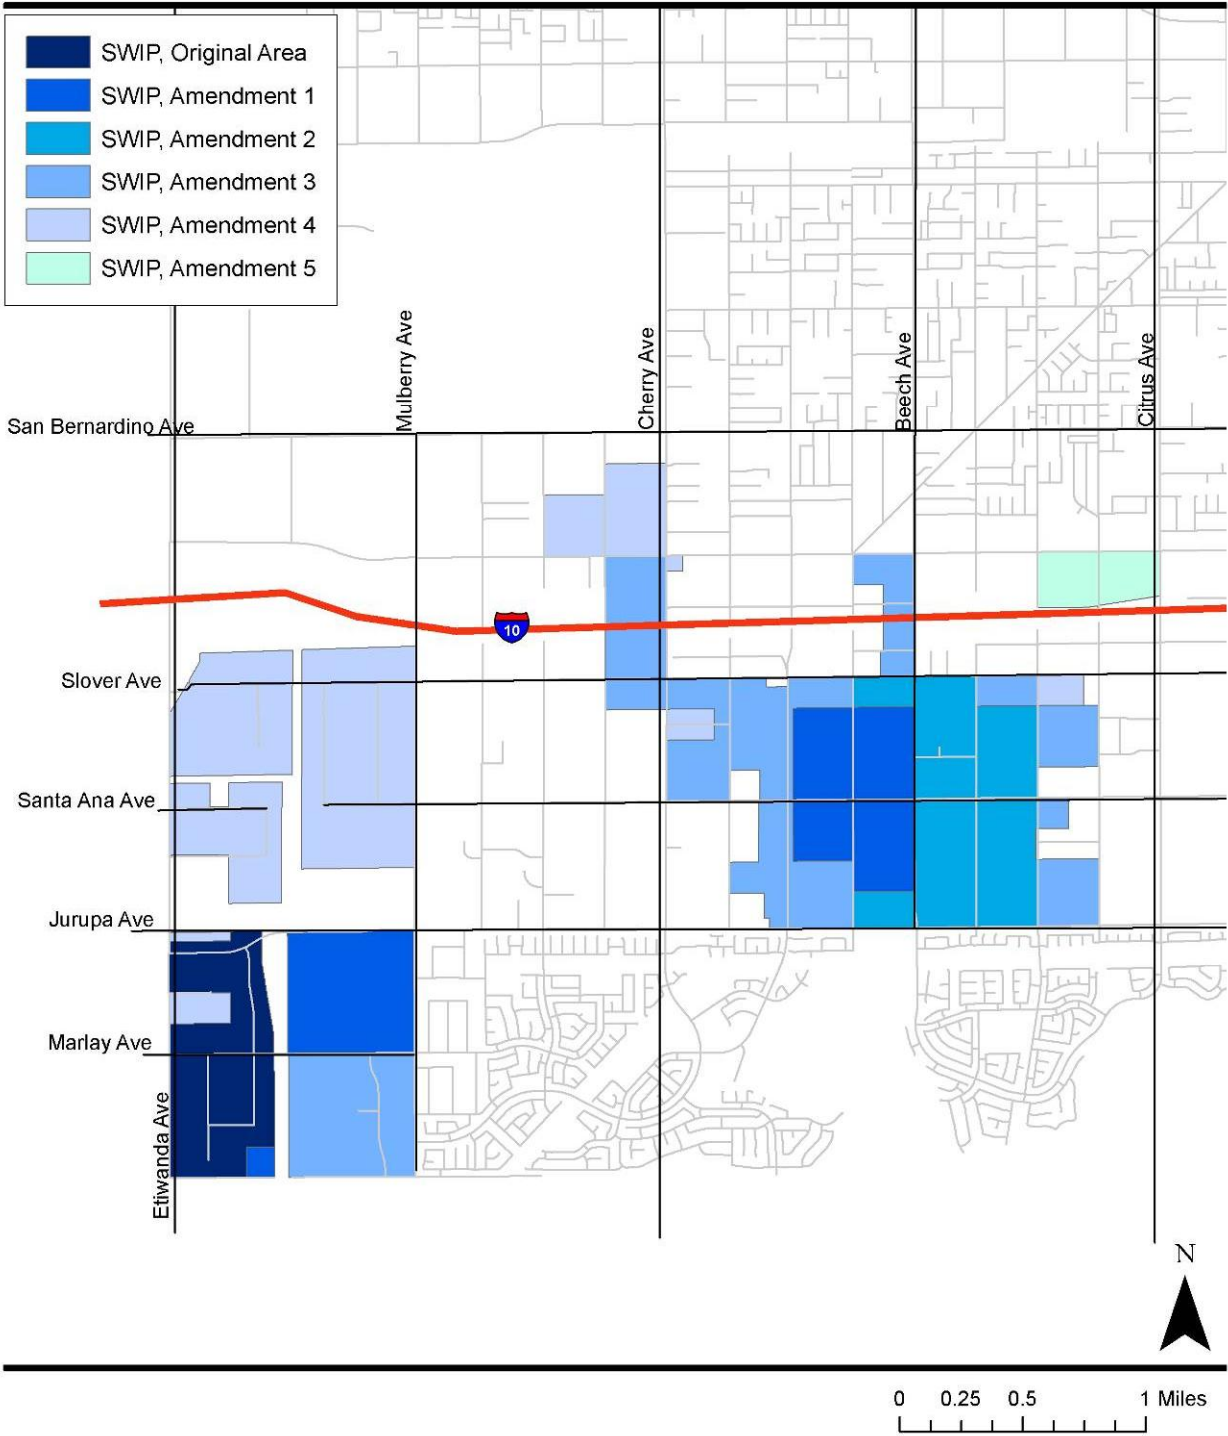 SWIP, Original Area
SWIP, Amendment 1
SWIP, Amendment 2
SWIP, Amendment 3
SWIP, Amendment 4
SWIP, Amendment 5
Mulberry Ave
Cherry Ave
Beech Ave
Citrus Ave
San Bernardino Ave
10
Slover Ave
Santa Ana Ave
Jurupa Ave
Marlay Ave
Etiwanda Ave
N
0 0.25 0.5 1 Miles